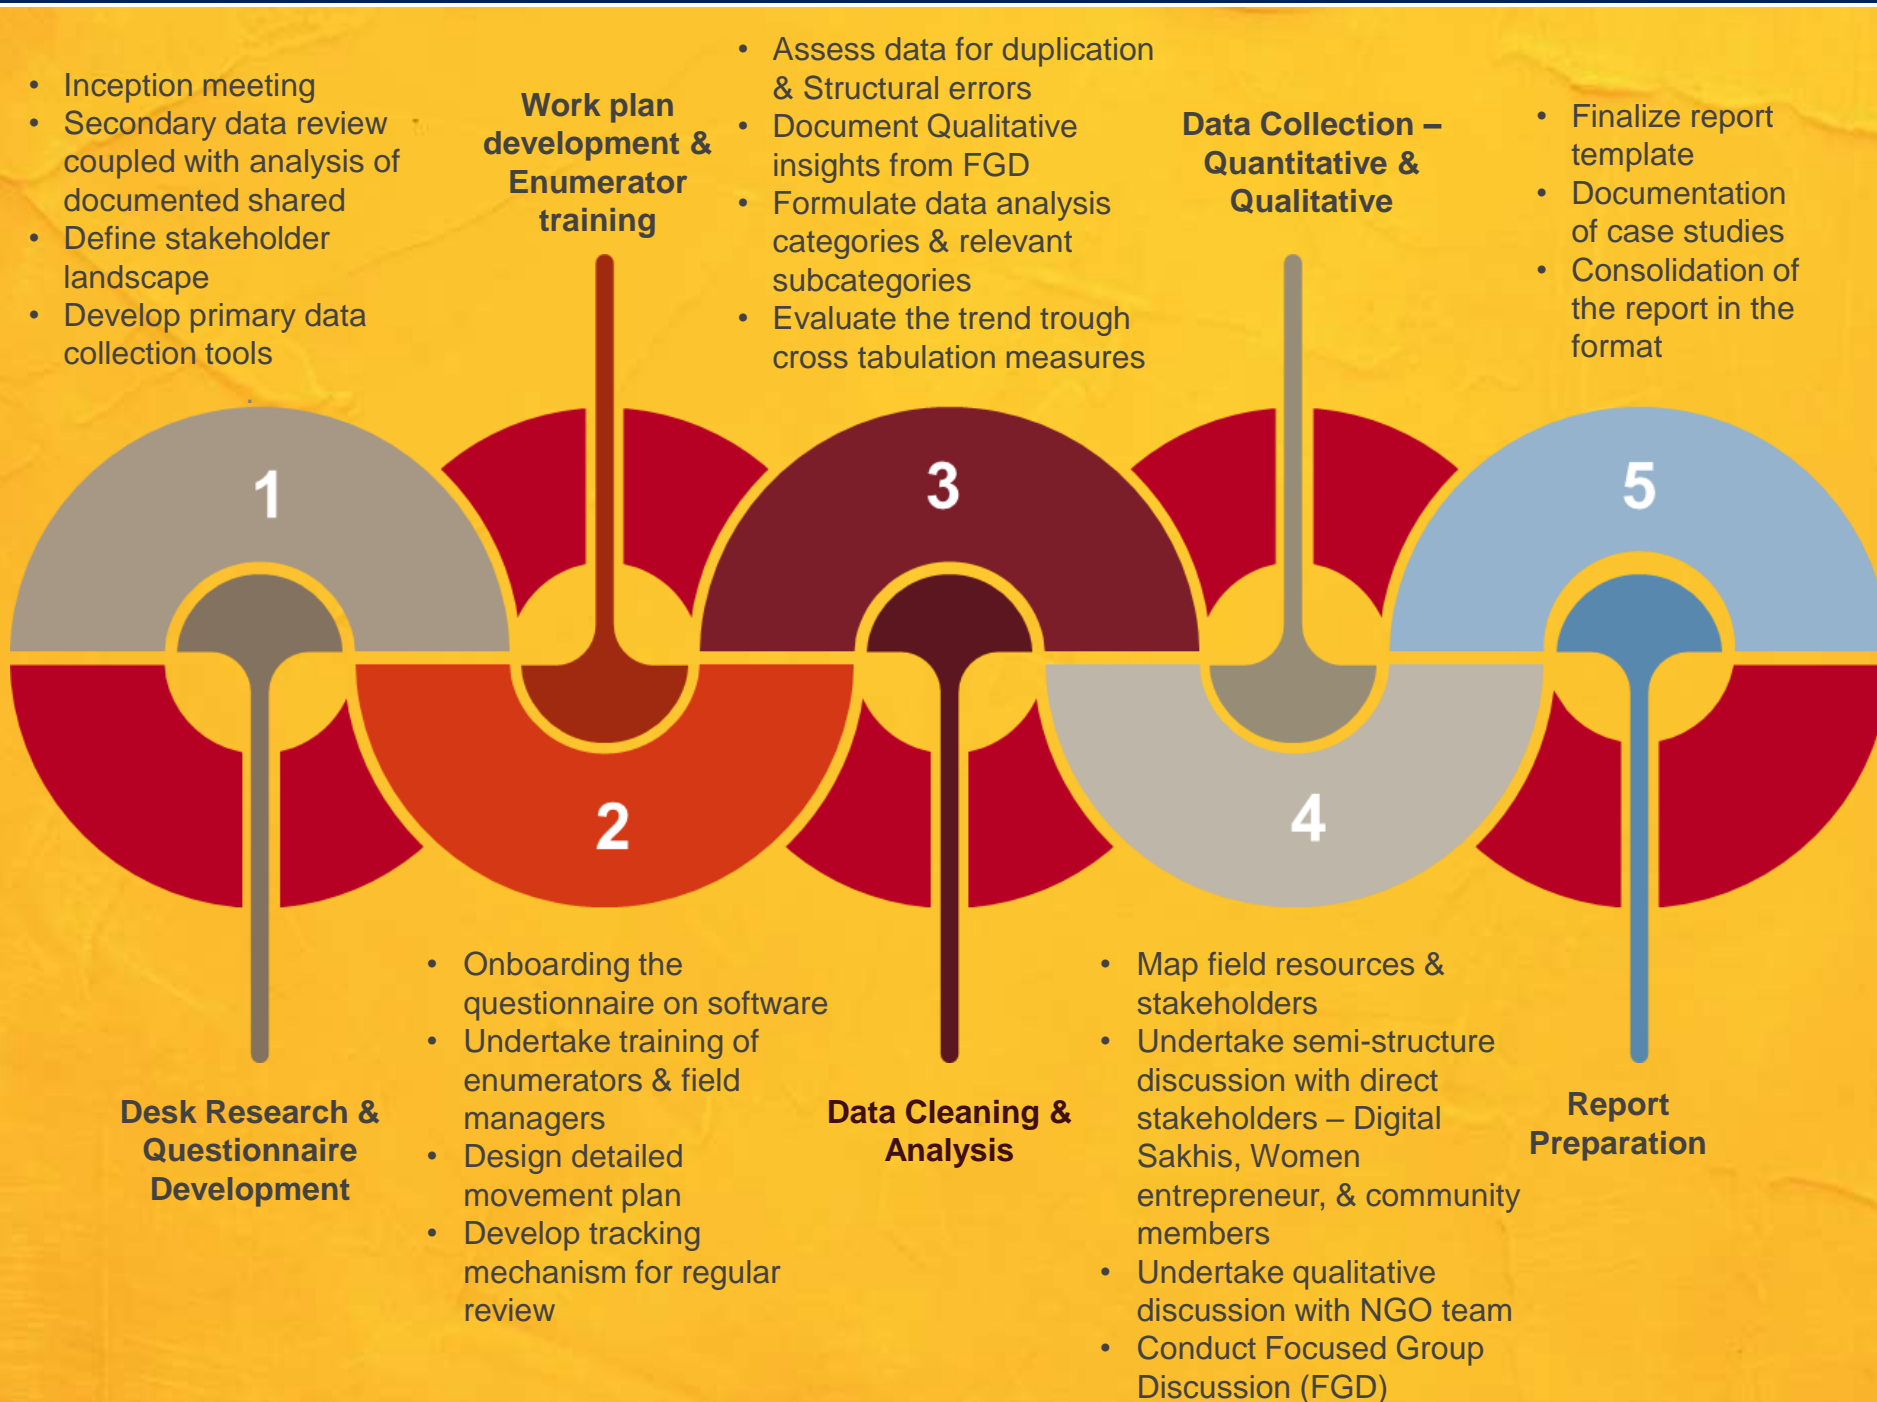 • Inception meeting
• Secondary data review
coupled with analysis of
documented shared
• Define stakeholder
landscape
• Develop primary data
collection tools
.
Work plan
development &
Enumerator
training
• Assess data for duplication
& Structural errors
• Document Qualitative
insights from FGD
• Formulate data analysis
categories & relevant
subcategories
• Evaluate the trend trough
cross tabulation measures
Data Collection –
Quantitative &
Qualitative
• Finalize report
template
• Documentation
of case studies
• Consolidation of
the report in the
format
1
3
5
2
4
Desk Research &
Questionnaire
Development
• Onboarding the
questionnaire on software
• Undertake training of
enumerators & field
managers
• Design detailed
movement plan
• Develop tracking
mechanism for regular
review
Data Cleaning &
Analysis
• Map field resources &
stakeholders
• Undertake semi-structure
discussion with direct
stakeholders – Digital
Sakhis, Women
entrepreneur, & community
members
• Undertake qualitative
discussion with NGO team
• Conduct Focused Group
Discussion (FGD)
Report
Preparation